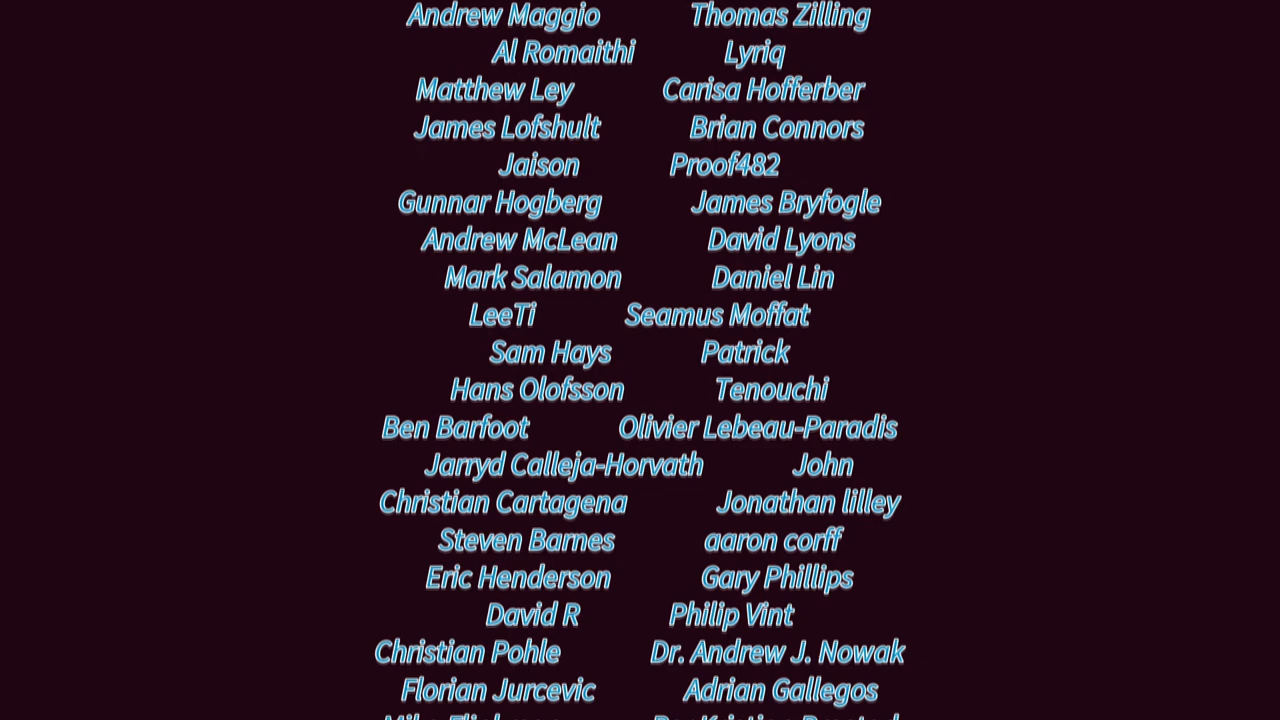 Andrew Maggio Thomas Zilling
Al Romaithi Lyriq
Matthew Ley Carisa Hofferber
James Lofshult Brian Connors
Jaison Proof482
Gunnar Hogberg James Bryfogle
Andrew McLean David Lyons
Mark Salamon Daniel Lin
LeeTi Seamus Moffat
Sam Hays Patrick
Hans Olofsson Tenouchi
Ben Barfoot Olivier Lebeau-Paradis
Jarryd Calleja-Horvath John
Christian Cartagena Jonathan lilley
Steven Barnes aaron corff
Eric Henderson Gary Phillips
David R Philip Vint
Christian Pohle Dr. Andrew J. Nowak
Florian Jurcevic Adrian Gallegos